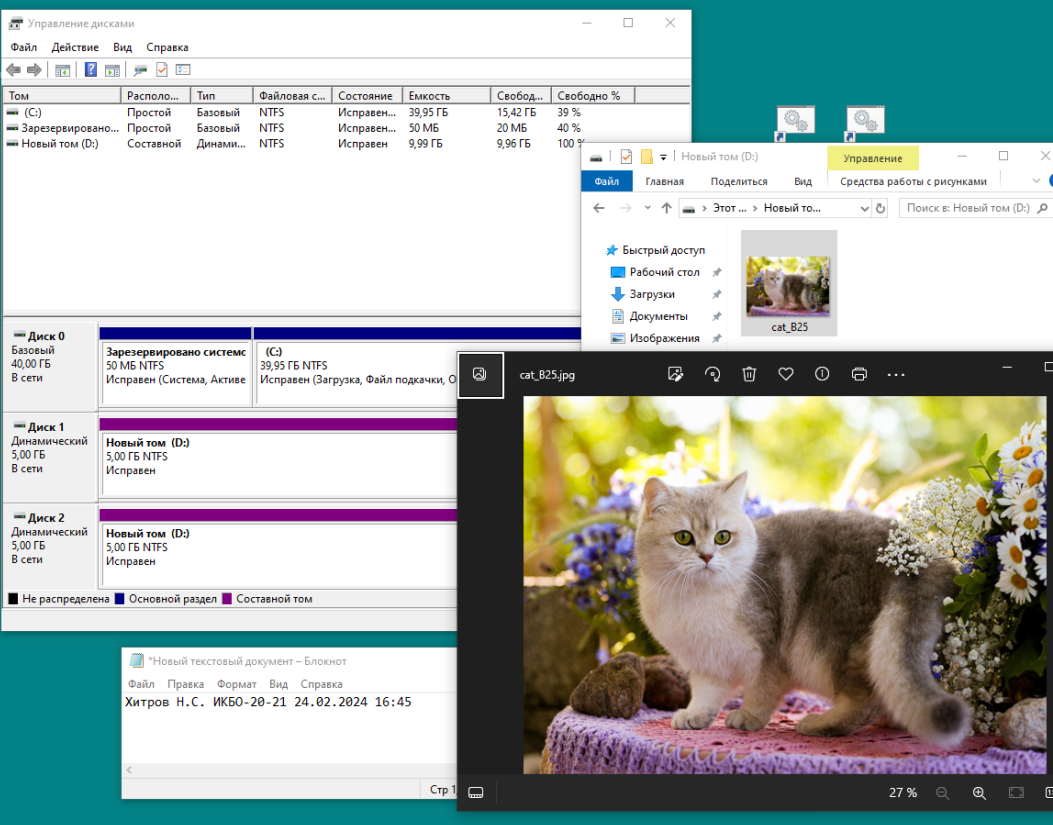 Управление дисками
Файл Действие Вид Справка
Том Располо... Тип Файловая с... Состояние Емкость Свобод... Свободно %
(C:) Простой Базовый NTFS Исправен... 39,95 ГБ 15,42 ГБ 39 %
Зарезервировано... Простой Базовый NTFS Исправен... 50 МБ 20 МБ 40 %
Новый том (D:) Составной Динами... NTFS Исправен 9,99 ГБ 9,96 ГБ 100 %
Диск 0
Базовый
40,00 ГБ
В сети
Зарезервировано системс
50 МБ NTFS
Исправен (Система, Активе
(C:)
39,95 ГБ NTFS
Исправен (Загрузка, Файл подкачки, О
Диск 1
Динамический
5,00 ГБ
В сети
Новый том (D:)
5,00 ГБ NTFS
Исправен
Диск 2
Динамический
5,00 ГБ
В сети
Новый том (D:)
5,00 ГБ NTFS
Исправен
Не распределена Основной раздел Составной том
Новый том (D:) Управление
Файл Главная Поделиться Вид Средства работы с рисунками
Этот ... Новый то... Поиск в: Новый том (D:)
Быстрый доступ
Рабочий стол
Загрузки
Документы
Изображения
cat_B25
cat_B25.jpg
27 %
*Новый текстовый документ – Блокнот
Файл Правка Формат Вид Справка
Хитров Н.С. ИКБО-20-21 24.02.2024 16:45
Стр 1